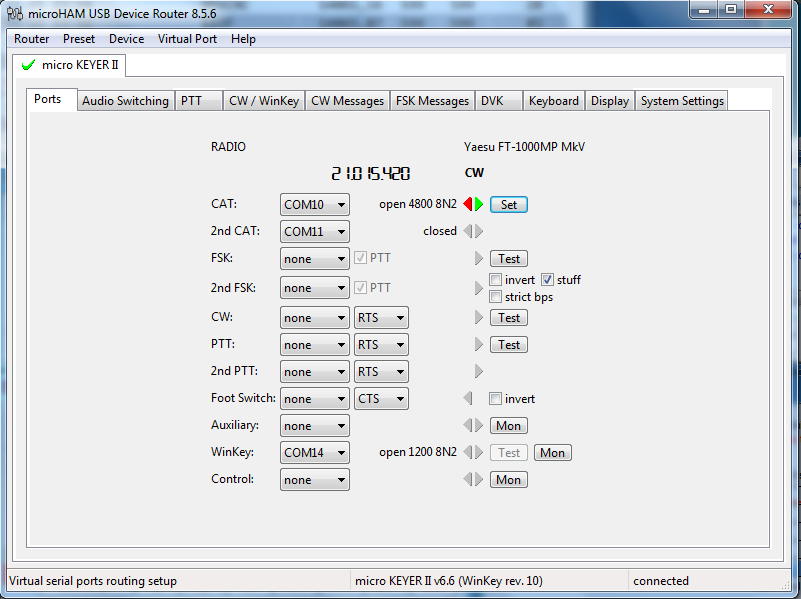 microHAM USB Device Router 8.5.6
Router Preset Device Virtual Port Help
micro KEYER II
Ports Audio Switching PTT CW / WinKey CW Messages FSK Messages DVK Keyboard Display System Settings
RADIO Yaesu FT-1000MP MkV
21.015.420 CW
CAT: COM10 open 4800 8N2 Set
2nd CAT: COM11 closed
FSK: none PTT Test
2nd FSK: none PTT invert stuff
strict bps
CW: none RTS Test
PTT: none RTS Test
2nd PTT: none RTS
Foot Switch: none CTS invert
Auxiliary: none Mon
WinKey: COM14 open 1200 8N2 Test Mon
Control: none Mon
Virtual serial ports routing setup micro KEYER II v6.6 (WinKey rev. 10) connected